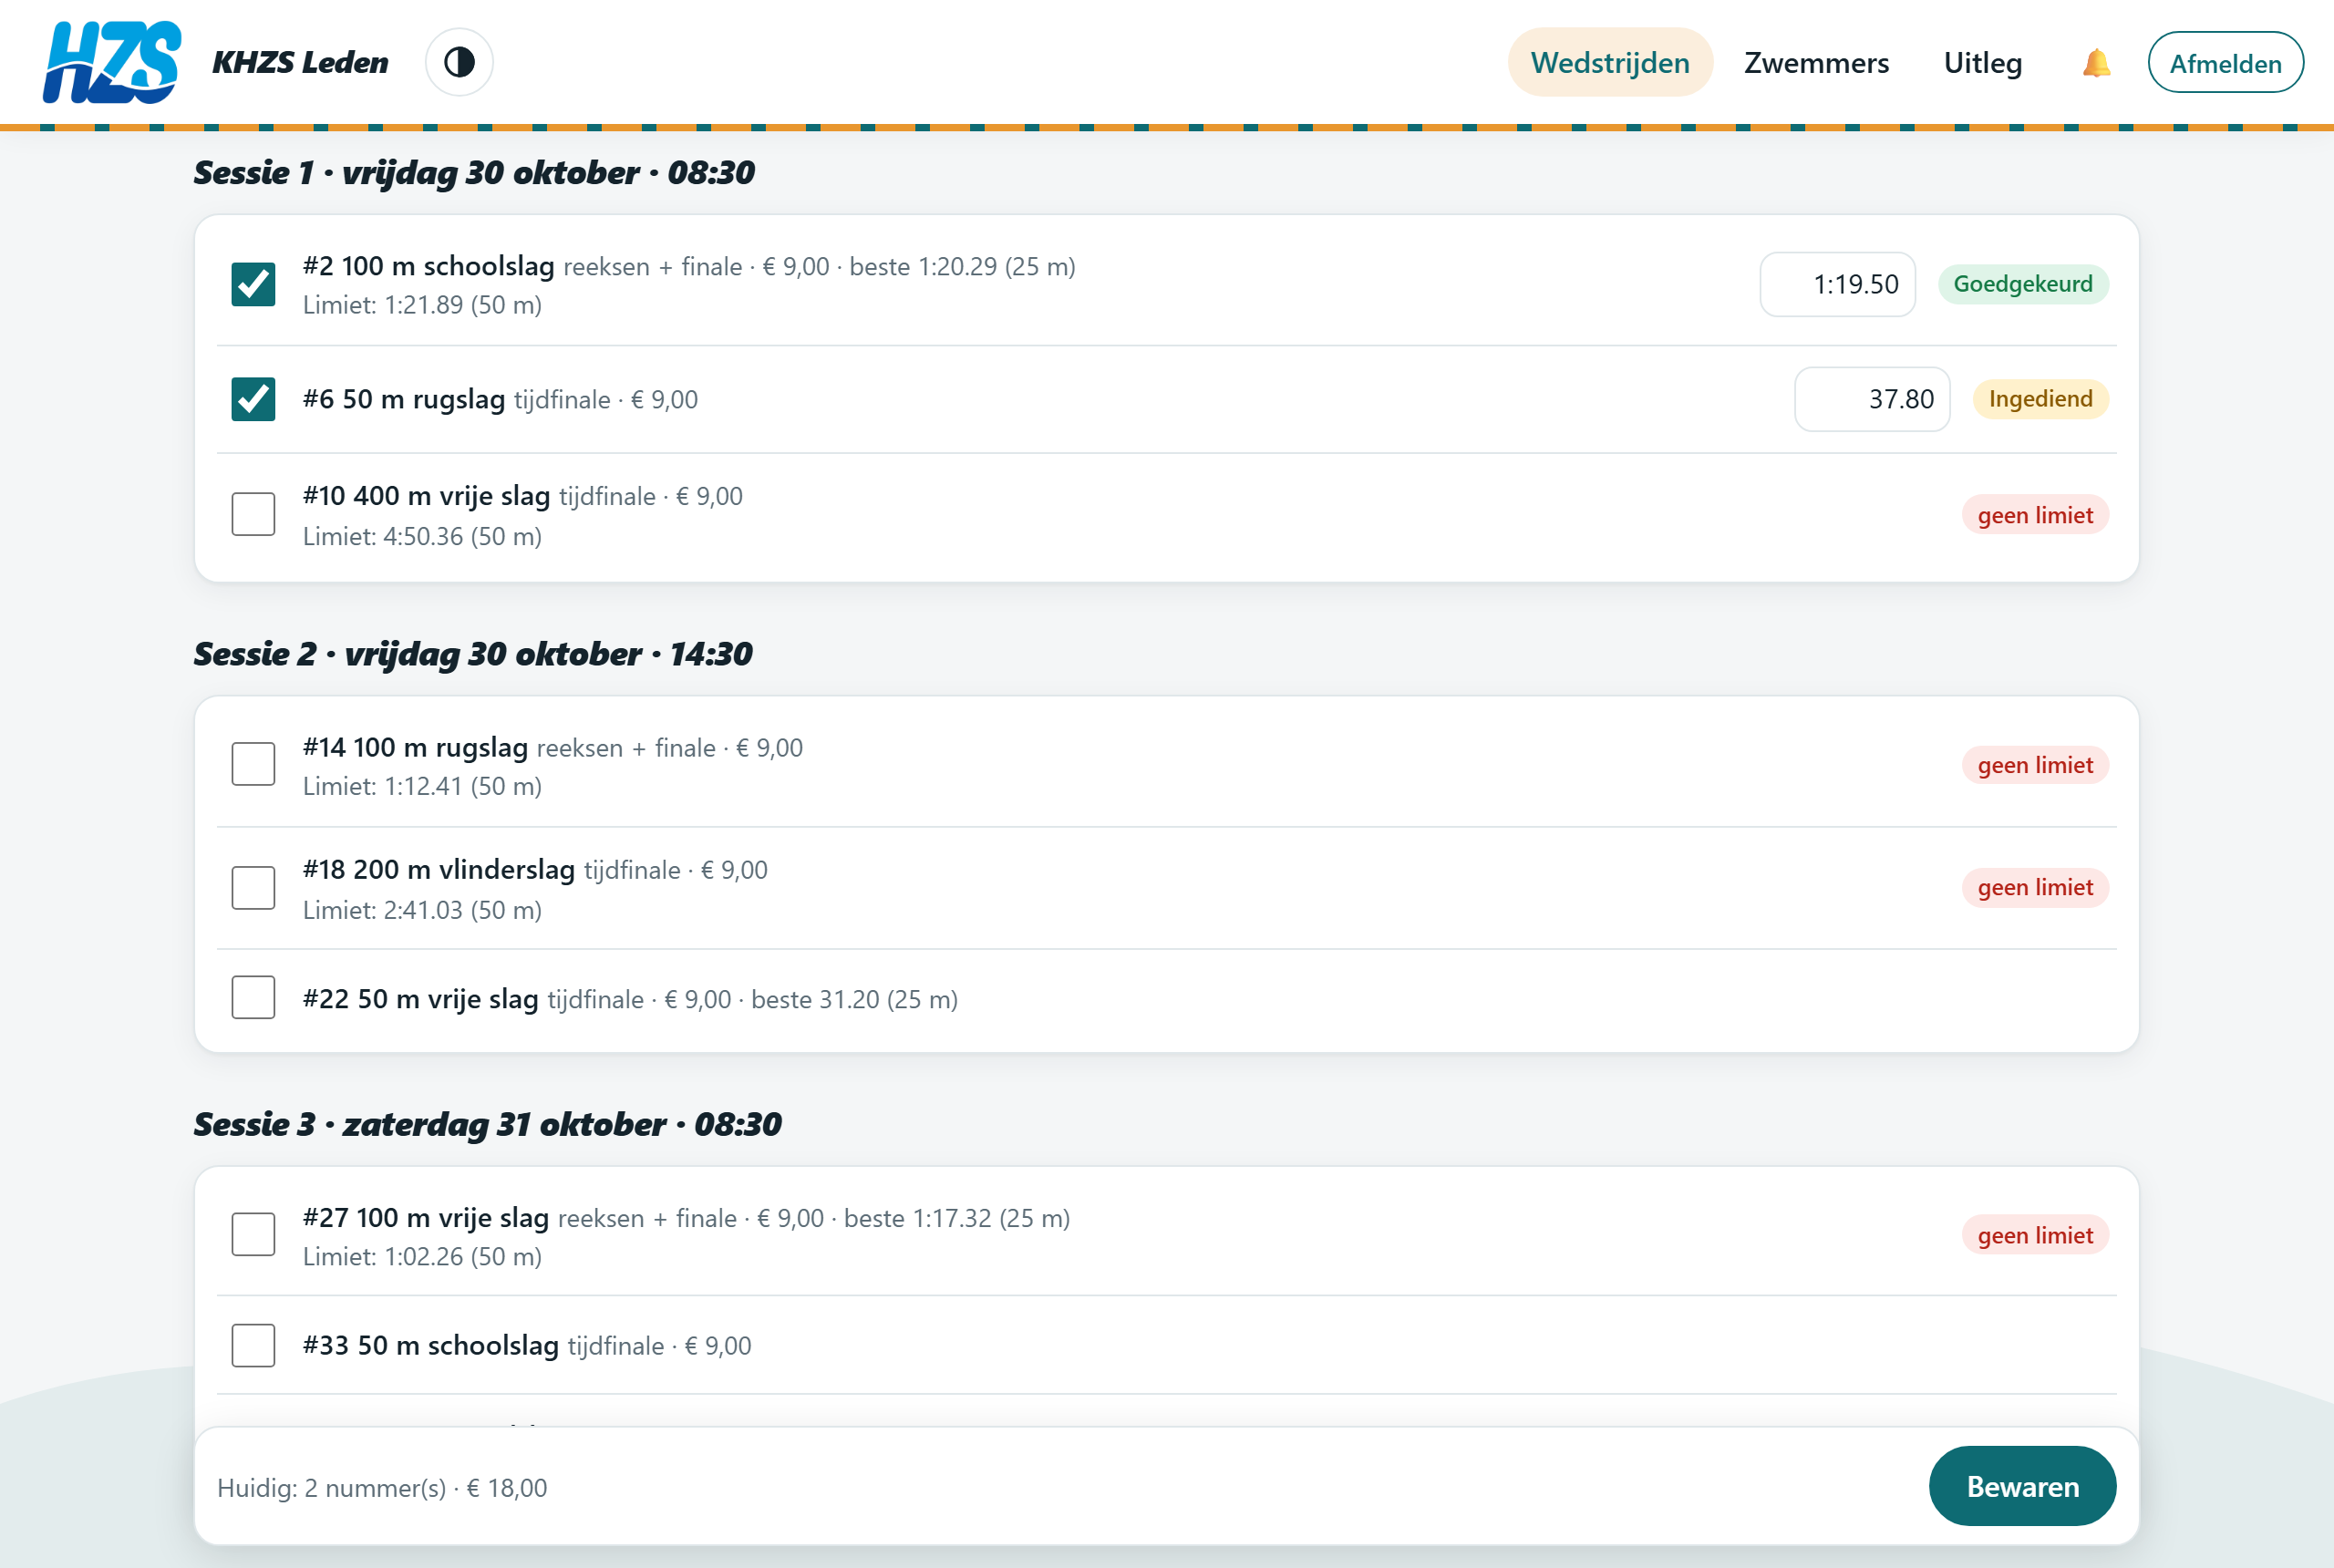 HZS
KHZS Leden
Wedstrijden
Zwemmers
Uitleg
Afmelden
Sessie 1 · vrijdag 30 oktober · 08:30
#2 100 m schoolslag reeksen + finale · € 9,00 · beste 1:20.29 (25 m)
Limiet: 1:21.89 (50 m)
1:19.50
Goedgekeurd
#6 50 m rugslag tijdfinale · € 9,00
37.80
Ingediend
#10 400 m vrije slag tijdfinale · € 9,00
Limiet: 4:50.36 (50 m)
geen limiet
Sessie 2 · vrijdag 30 oktober · 14:30
#14 100 m rugslag reeksen + finale · € 9,00
Limiet: 1:12.41 (50 m)
geen limiet
#18 200 m vlinderslag tijdfinale · € 9,00
Limiet: 2:41.03 (50 m)
geen limiet
#22 50 m vrije slag tijdfinale · € 9,00 · beste 31.20 (25 m)
Sessie 3 · zaterdag 31 oktober · 08:30
#27 100 m vrije slag reeksen + finale · € 9,00 · beste 1:17.32 (25 m)
Limiet: 1:02.26 (50 m)
geen limiet
#33 50 m schoolslag tijdfinale · € 9,00
Huidig: 2 nummer(s) · € 18,00
Bewaren